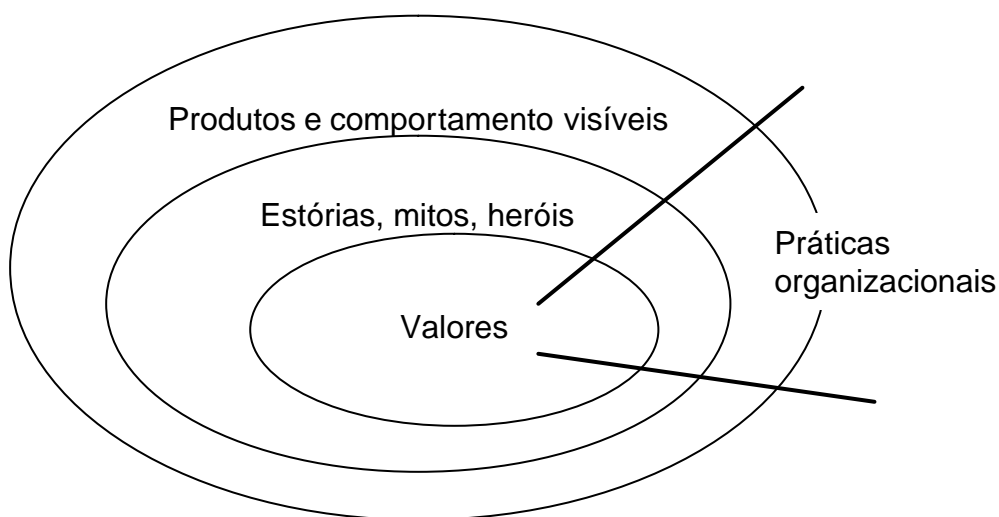 Produtos e comportamento visíveis
Estórias, mitos, heróis
Práticas
organizacionais
Valores